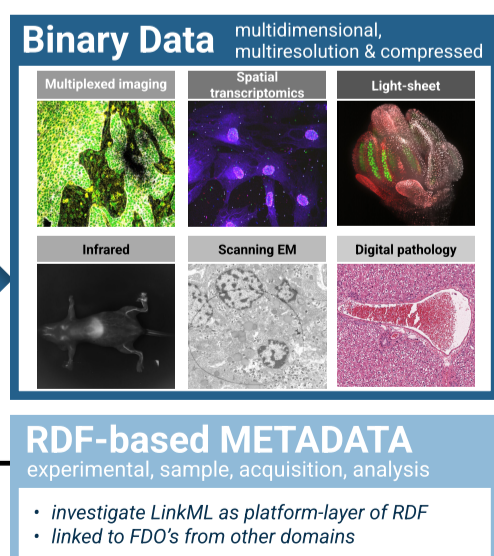 Binary Data
multidimensional,
multiresolution & compressed
Multiplexed imaging
Spatial
transcriptomics
Light-sheet
Infrared
Scanning EM
Digital pathology
RDF-based METADATA
experimental, sample, acquisition, analysis
• investigate LinkML as platform-layer of RDF
• linked to FDO's from other domains